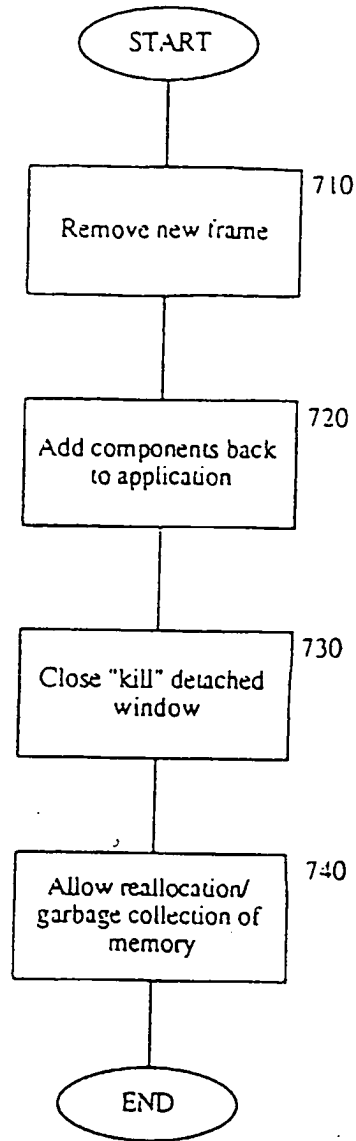 START
710
Remove new frame
720
Add components back
to application
730
Close "kill" detached
window
740
Allow reallocation/
garbage collection of
memory
END